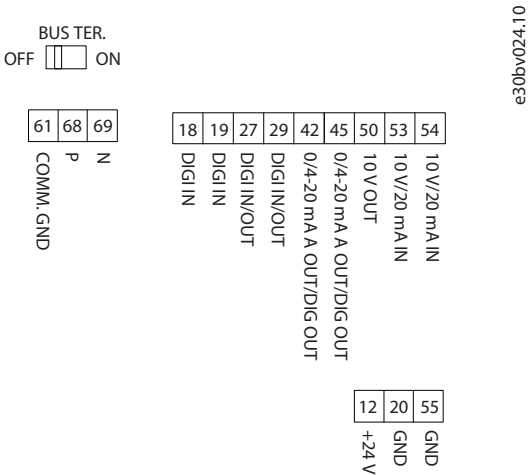 e30bv024.10
BUS TER.
OFF ON
61 68 69
COMM. GND
P
N
18 19 27 29 42 45 50 53 54
DIGI IN
DIGI IN
DIGI IN/OUT
DIGI IN/OUT
0/4-20 mA A OUT/DIG OUT
0/4-20 mA A OUT/DIG OUT
10 V OUT
10 V/20 mA IN
10 V/20 mA IN
12 20 55
+24 V
GND
GND